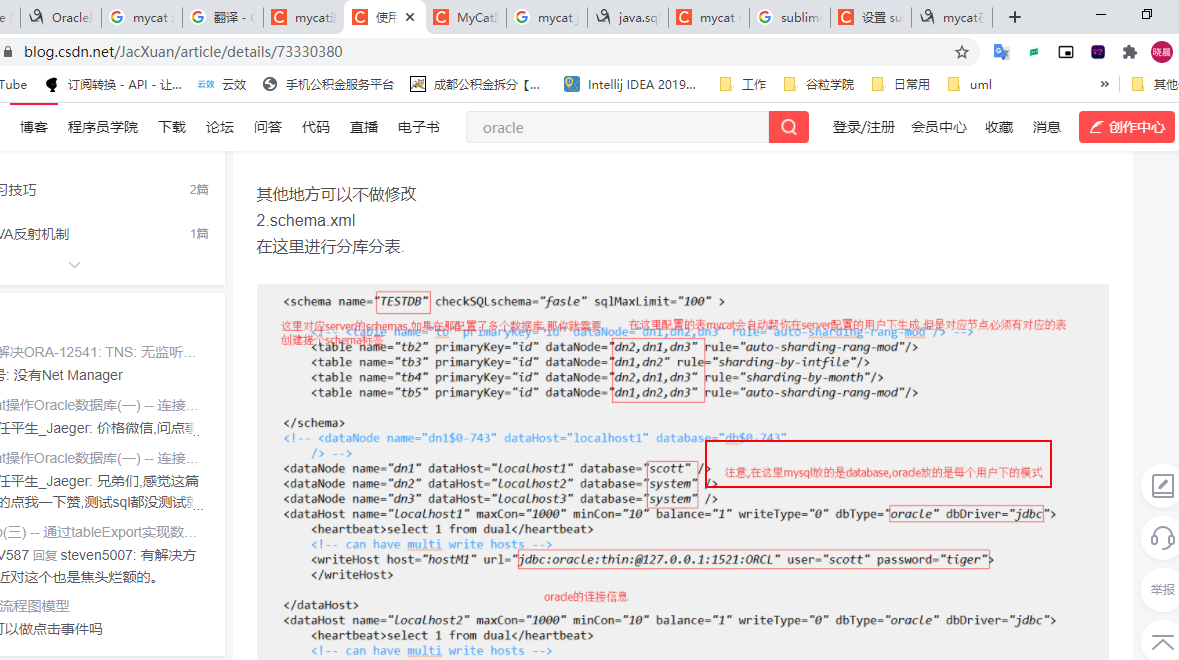 e (
Oracle
mycat
翻译 - G
mycat
使用
MyCat
mycat j
java.sq
mycat
sublim
设置 su
mycat
blog.csdn.net/JacXuan/article/details/73330380
晓晨
Tube
订阅转换 - API - 让...
云效 云效
手机公积金服务平台
成都公积金拆分【...
Intellij IDEA 2019...
工作
谷粒学院
日常用
uml
»
其他
博客 程序员学院 下载 论坛 问答 代码 直播 电子书
oracle
登录/注册 会员中心 收藏 消息 创作中心
习技巧 2篇
VA反射机制 1篇
解决ORA-12541: TNS: 无监听...
号: 没有Net Manager
at操作Oracle数据库(一) -- 连接...
任平生_Jaeger: 价格微信,问点
at操作Oracle数据库(一) -- 连接...
任平生_Jaeger: 兄弟们,感觉这篇
的点我一下赞,测试sql都没测试
o(三) -- 通过tableExport实现数...
V587 回复 steven5007: 有解决方
近对这个也是焦头烂额的。
流程图模型
可以做点击事件吗
其他地方可以不做修改
2.schema.xml
在这里进行分库分表.
<schema name="TESTDB" checkSQLschema="fasle" sqlMaxLimit="100" >
这里对应server的schemas,如果在那配置了多个数据库,那你就需要
创建接个schema标签
在这里配置的表mycat会自动帮你在server配置的用户下生成,但是对应节点必须有对应的表
<!-- <table name="tb" primaryKey="id" dataNode="dn1,dn2,dn3" rule="auto-sharding-rang-mod"/> -->
<table name="tb2" primaryKey="id" dataNode="dn2,dn1,dn3" rule="auto-sharding-rang-mod"/>
<table name="tb3" primaryKey="id" dataNode="dn1,dn2" rule="sharding-by-intfile"/>
<table name="tb4" primaryKey="id" dataNode="dn2,dn1,dn3" rule="sharding-by-month"/>
<table name="tb5" primaryKey="id" dataNode="dn1,dn2,dn3" rule="auto-sharding-rang-mod"/>
</schema>
<!-- <dataNode name="dn1$0-743" dataHost="localhost1" database="db$0-743"
/> -->
<dataNode name="dn1" dataHost="localhost1" database="scott" />
<dataNode name="dn2" dataHost="localhost2" database="system" />
<dataNode name="dn3" dataHost="localhost3" database="system" />
注意,在这里mysql放的是database,oracle放的是每个用户下的模式
<dataHost name="localhost1" maxCon="1000" minCon="10" balance="1" writeType="0" dbType="oracle" dbDriver="jdbc">
<heartbeat>select 1 from dual</heartbeat>
<!-- can have multi write hosts -->
<writeHost host="hostM1" url="jdbc:oracle:thin:@127.0.0.1:1521:ORCL" user="scott" password="tiger">
</writeHost>
oracle的连接信息
</dataHost>
<dataHost name="localhost2" maxCon="1000" minCon="10" balance="1" writeType="0" dbType="oracle" dbDriver="jdbc">
<heartbeat>select 1 from dual</heartbeat>
<!-- can have multi write hosts -->
举报